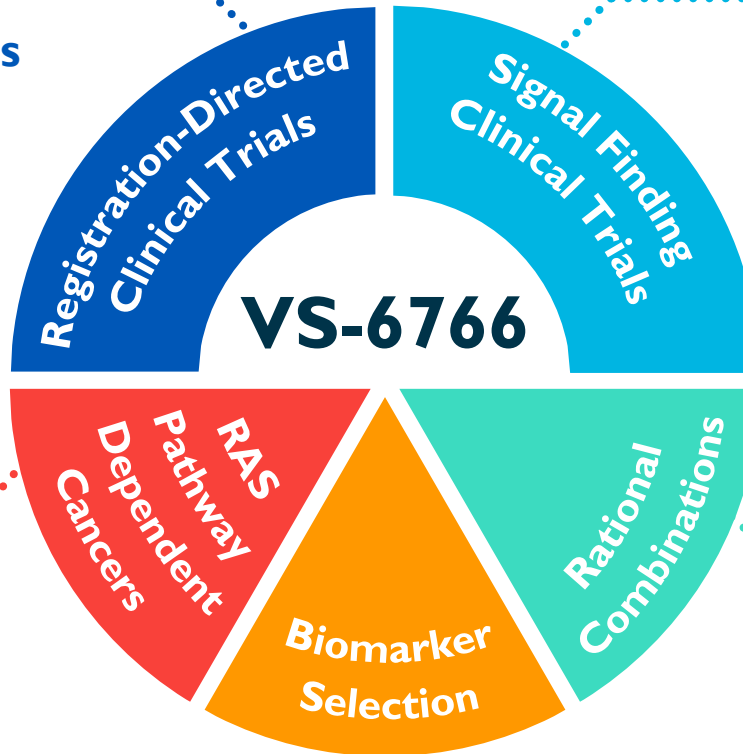 s
Registration-Directed
Clinical Trials
Signal Finding
Clinical Trials
VS-6766
RAS
Pathway
Dependent
Cancers
Biomarker
Selection
Rational
Combinations